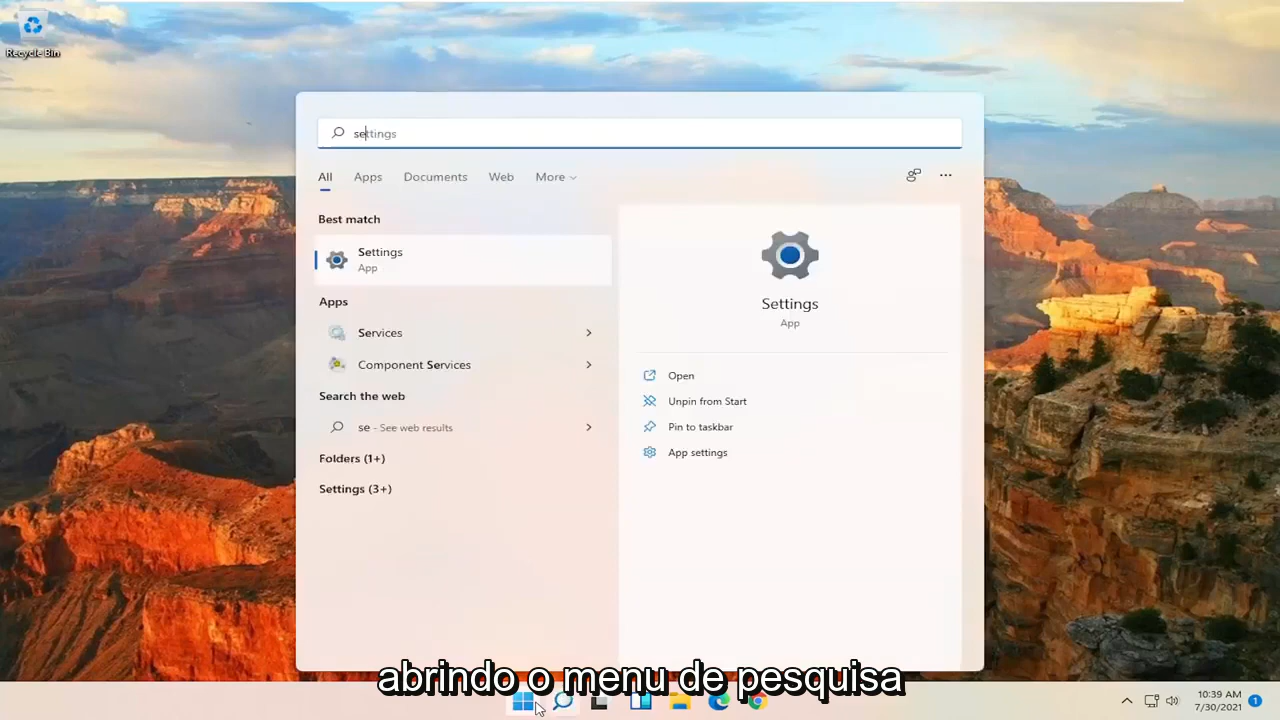 Recycle Bin
settings
All Apps Documents Web More
Best match
Settings
App
Apps
Services
Component Services
Search the web
se - See web results
Folders (1+)
Settings (3+)
Settings
App
Open
Unpin from Start
Pin to taskbar
App settings
abrindo o menu de pesquisa
10:39 AM
7/30/2021
1